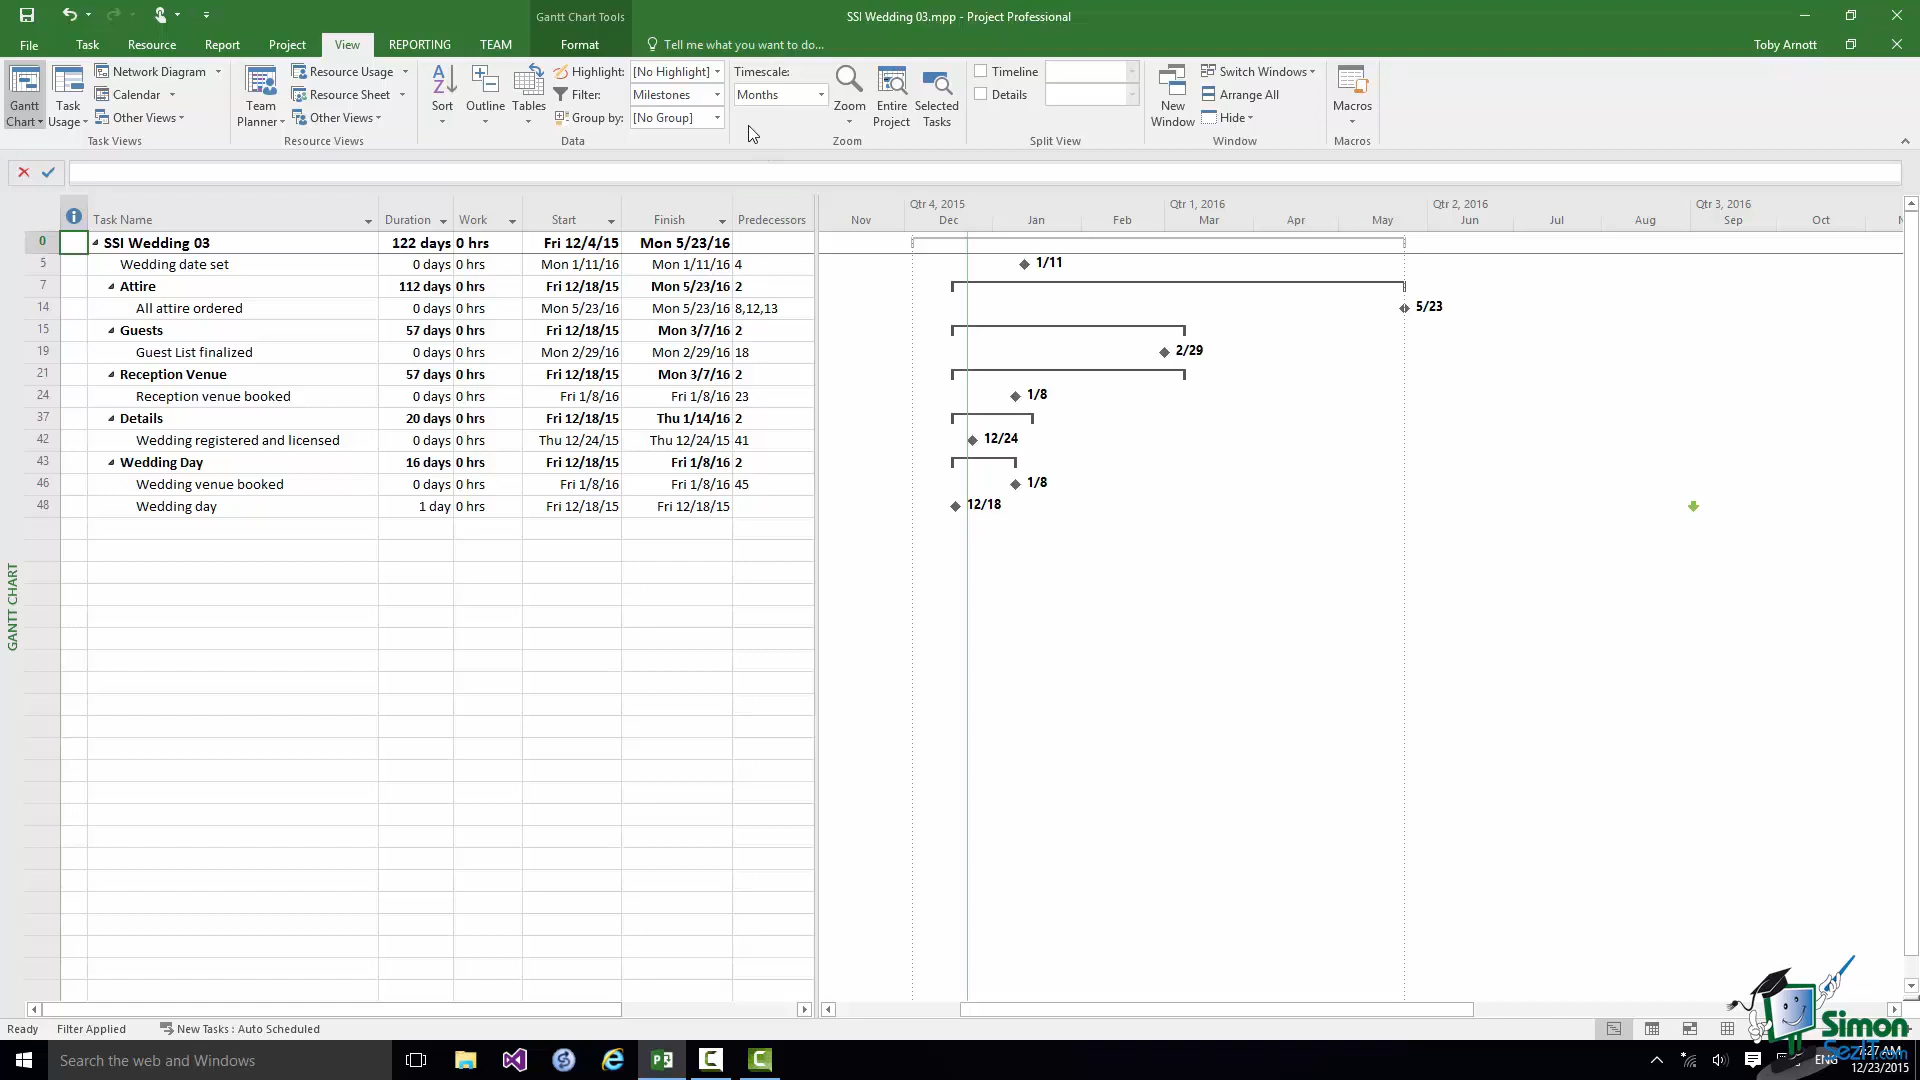 Gantt Chart Tools
SSI Wedding 03.mpp - Project Professional
File Task Resource Report Project View REPORTING TEAM Format Tell me what you want to do...
Toby Arnott
Gantt Chart
Task Usage
Network Diagram
Calendar
Other Views
Task Views
Team Planner
Resource Usage
Resource Sheet
Other Views
Resource Views
Sort
Outline
Tables
Highlight: [No Highlight]
Filter: Milestones
Group by: [No Group]
Data
Timescale:
Months
Zoom
Entire Project
Selected Tasks
Zoom
Timeline
Details
Split View
New Window
Switch Windows
Arrange All
Hide
Window
Macros
Macros
Task Name Duration Work Start Finish Predecessors
0 SSI Wedding 03 122 days 0 hrs Fri 12/4/15 Mon 5/23/16
5 Wedding date set 0 days 0 hrs Mon 1/11/16 Mon 1/11/16 4
7 Attire 112 days 0 hrs Fri 12/18/15 Mon 5/23/16 2
14 All attire ordered 0 days 0 hrs Mon 5/23/16 Mon 5/23/16 8,12,13
15 Guests 57 days 0 hrs Fri 12/18/15 Mon 3/7/16 2
19 Guest List finalized 0 days 0 hrs Mon 2/29/16 Mon 2/29/16 18
21 Reception Venue 57 days 0 hrs Fri 12/18/15 Mon 3/7/16 2
24 Reception venue booked 0 days 0 hrs Fri 1/8/16 Fri 1/8/16 23
37 Details 20 days 0 hrs Fri 12/18/15 Thu 1/14/16 2
42 Wedding registered and licensed 0 days 0 hrs Thu 12/24/15 Thu 12/24/15 41
43 Wedding Day 16 days 0 hrs Fri 12/18/15 Fri 1/8/16 2
46 Wedding venue booked 0 days 0 hrs Fri 1/8/16 Fri 1/8/16 45
48 Wedding day 1 day 0 hrs Fri 12/18/15 Fri 12/18/15
Qtr 4, 2015 Qtr 1, 2016 Qtr 2, 2016 Qtr 3, 2016
Nov Dec Jan Feb Mar Apr May Jun Jul Aug Sep Oct
1/11
5/23
2/29
1/8
12/24
1/8
12/18
GANTT CHART
Ready Filter Applied New Tasks : Auto Scheduled
Simon
SezIT.com
Search the web and Windows
ENG
12/23/2015